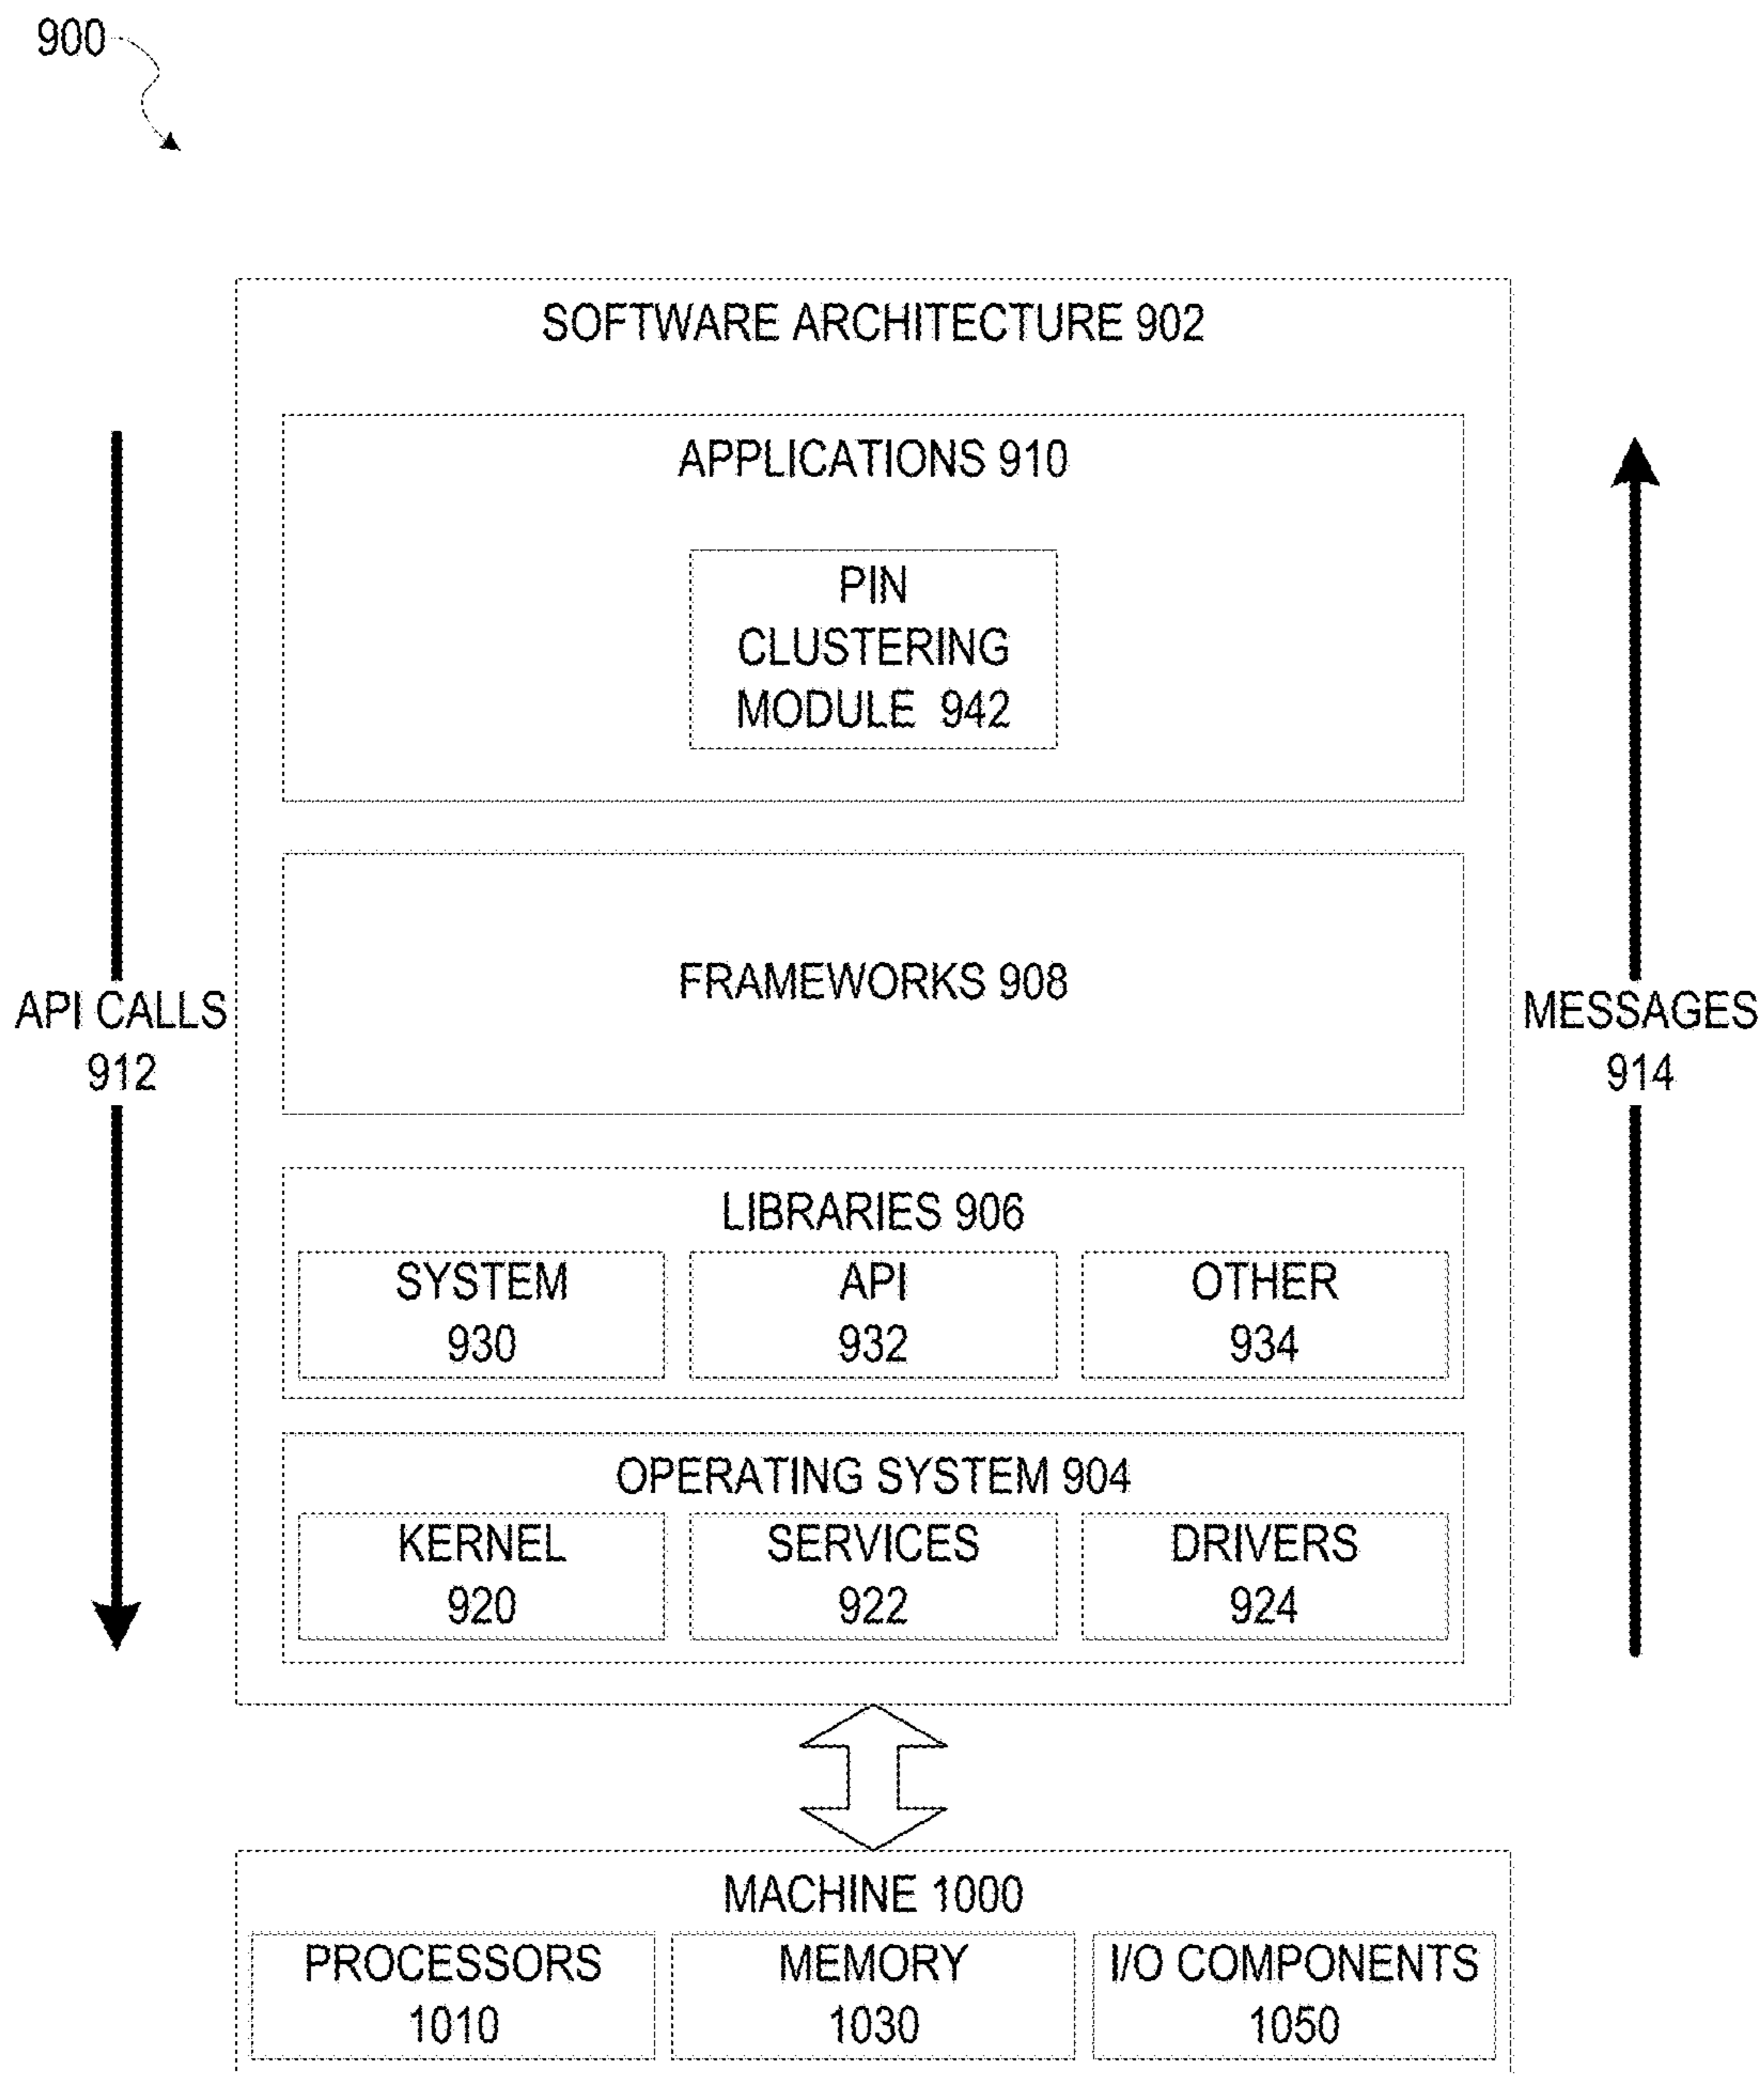 900
SOFTWARE ARCHITECTURE 902
APPLICATIONS 910
PIN
CLUSTERING
MODULE 942
FRAMEWORKS 908
API CALLS
912
MESSAGES
914
LIBRARIES 906
SYSTEM
930
API
932
OTHER
934
OPERATING SYSTEM 904
KERNEL
920
SERVICES
922
DRIVERS
924
MACHINE 1000
PROCESSORS
1010
MEMORY
1030
I/O COMPONENTS
1050